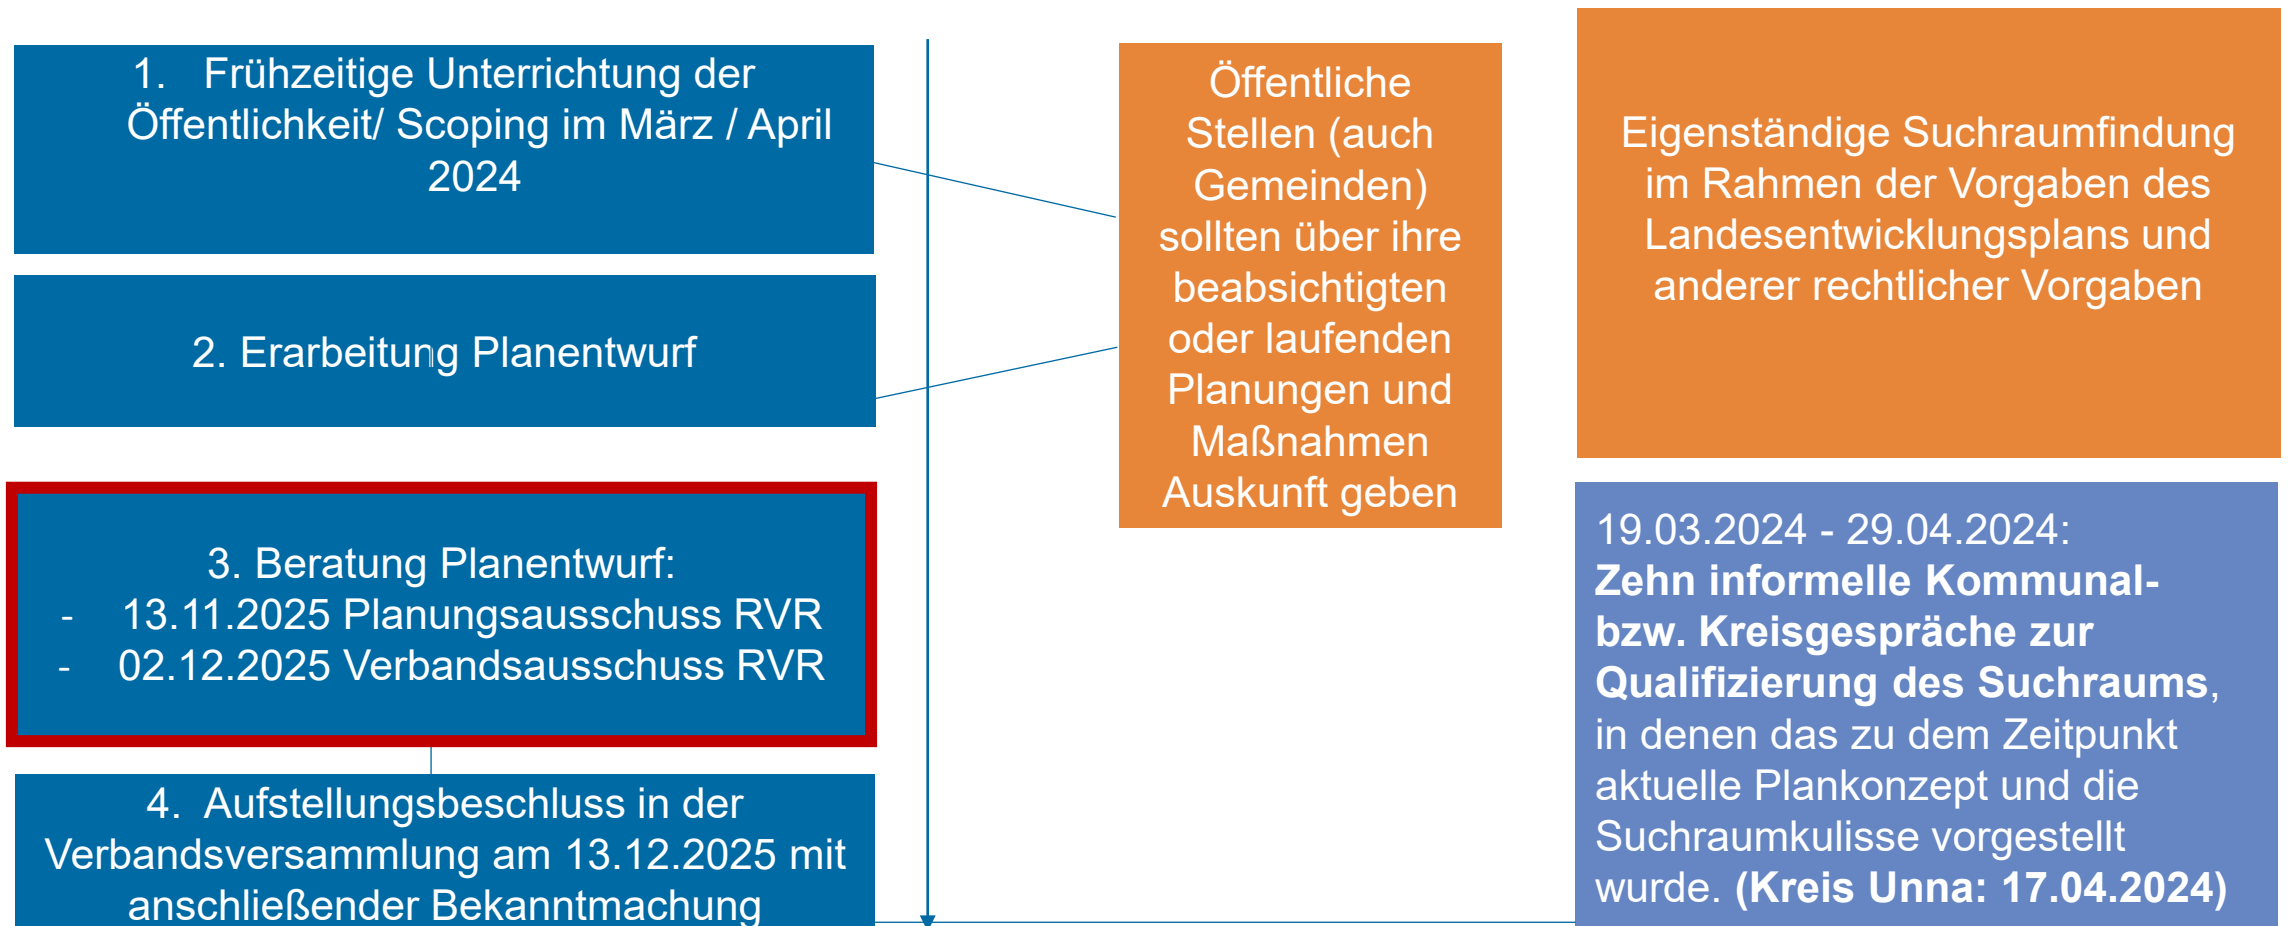 1. Frühzeitige Unterrichtung der
Öffentlichkeit/ Scoping im März / April
2024
2. Erarbeitung Planentwurf
3. Beratung Planentwurf:
- 13.11.2025 Planungsausschuss RVR
- 02.12.2025 Verbandsausschuss RVR
4. Aufstellungsbeschluss in der
Verbandsversammlung am 13.12.2025 mit
anschließender Bekanntmachung
Öffentliche
Stellen (auch
Gemeinden)
sollten über ihre
beabsichtigten
oder laufenden
Planungen und
Maßnahmen
Auskunft geben
Eigenständige Suchraumfindung
im Rahmen der Vorgaben des
Landesentwicklungsplans und
anderer rechtlicher Vorgaben
19.03.2024 - 29.04.2024:
Zehn informelle Kommunal-
bzw. Kreisgespräche zur
Qualifizierung des Suchraums,
in denen das zu dem Zeitpunkt
aktuelle Plankonzept und die
Suchraumkulisse vorgestellt
wurde. (Kreis Unna: 17.04.2024)